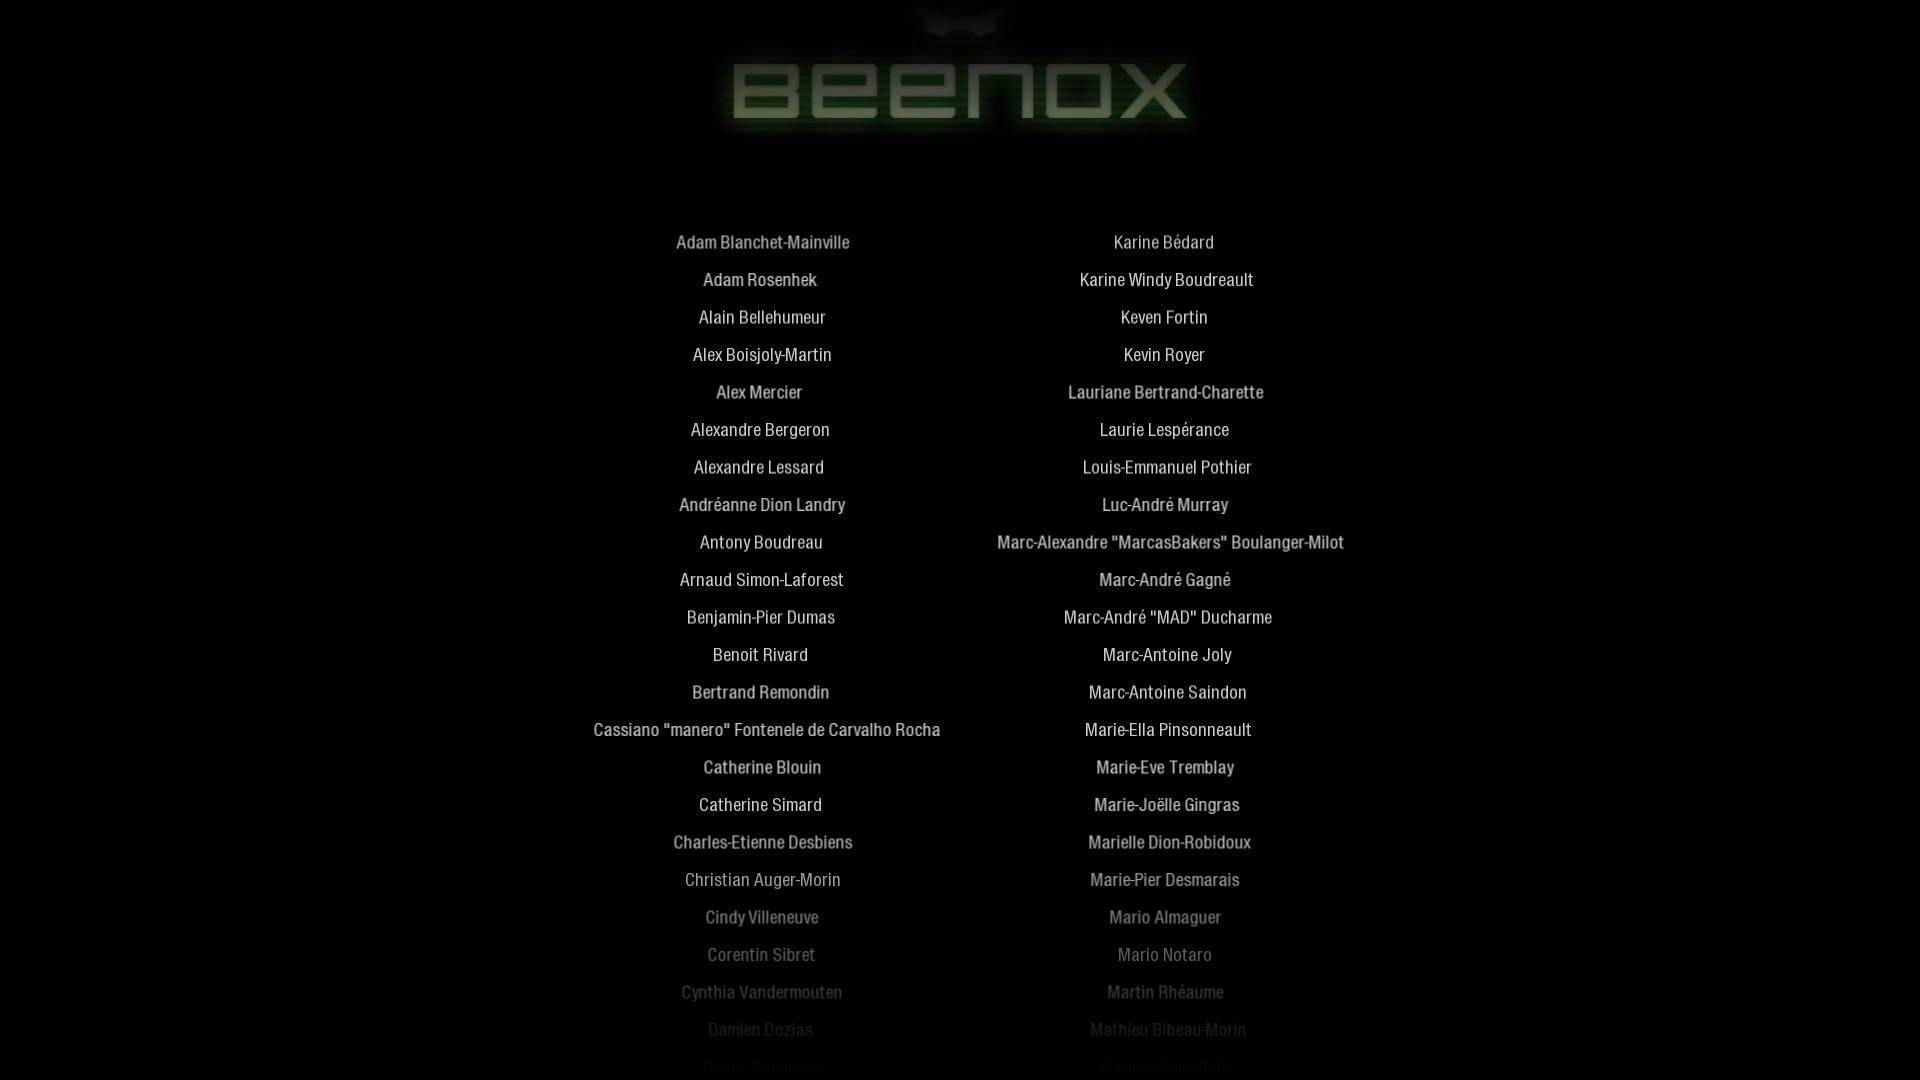 BEENOX
Adam Blanchet-Mainville
Adam Rosenhek
Alain Bellehumeur
Alex Boisjoly-Martin
Alex Mercier
Alexandre Bergeron
Alexandre Lessard
Andréanne Dion Landry
Antony Boudreau
Arnaud Simon-Laforest
Benjamin-Pier Dumas
Benoit Rivard
Bertrand Remondin
Cassiano "manero" Fontenele de Carvalho Rocha
Catherine Blouin
Catherine Simard
Charles-Etienne Desbiens
Christian Auger-Morin
Cindy Villeneuve
Corentin Sibret
Cynthia Vandermouten
Damien Dozias
Karine Bédard
Karine Windy Boudreault
Keven Fortin
Kevin Royer
Lauriane Bertrand-Charette
Laurie Lespérance
Louis-Emmanuel Pothier
Luc-André Murray
Marc-Alexandre "MarcasBakers" Boulanger-Milot
Marc-André Gagné
Marc-André "MAD" Ducharme
Marc-Antoine Joly
Marc-Antoine Saindon
Marie-Ella Pinsonneault
Marie-Eve Tremblay
Marie-Joëlle Gingras
Marielle Dion-Robidoux
Marie-Pier Desmarais
Mario Almaguer
Mario Notaro
Martin Rhéaume
Mathieu Bibeau-Morin